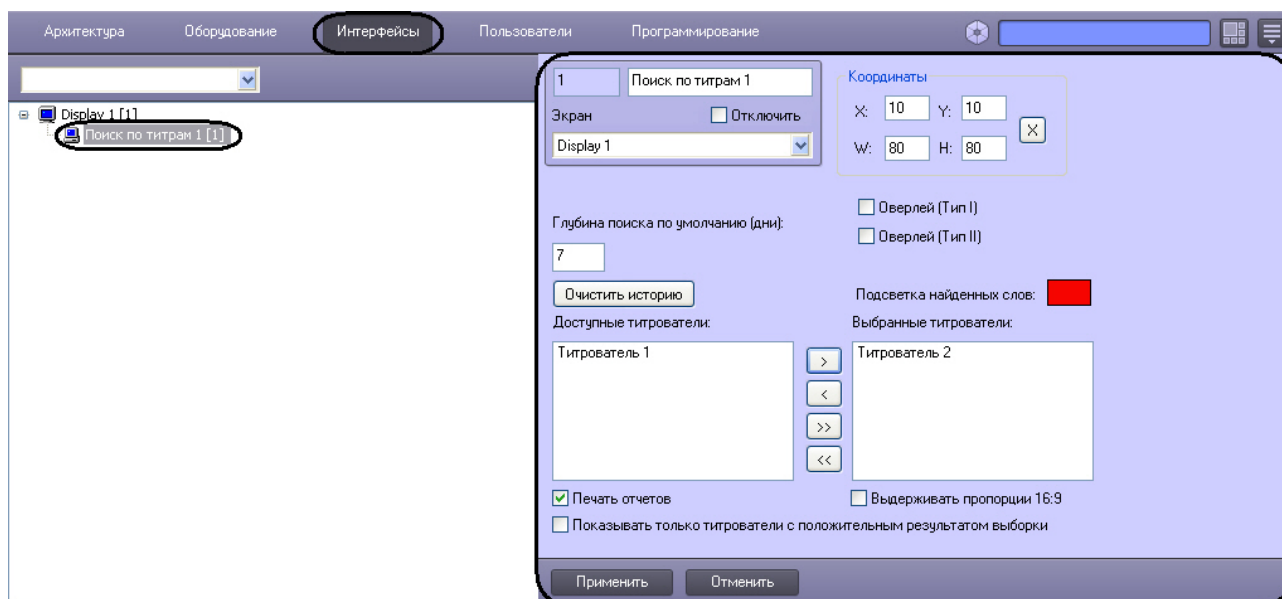 Архитектура Оборудование Интерфейсы Пользователи Программирование
Display 1 [1]
Поиск по титрам 1 [1]
1 Поиск по титрам 1
Экран Отключить
Display 1
Координаты
X: 10 Y: 10
X
W: 80 H: 80
Оверлей (Тип I)
Оверлей (Тип II)
Глубина поиска по умолчанию (дни):
7
Очистить историю
Подсветка найденных слов:
Доступные титрователи:
Выбранные титрователи:
Титрователь 1
>
<
>>
<<
Титрователь 2
Печать отчетов
Выдерживать пропорции 16:9
Показывать только титрователи с положительным результатом выборки
Применить Отменить